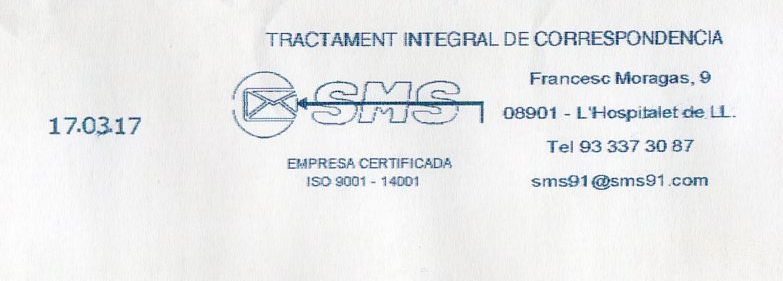 TRACTAMENT INTEGRAL DE CORRESPONDENCIA
17.03.17
SMS
EMPRESA CERTIFICADA
ISO 9001 - 14001
Francesc Moragas, 9
08901 - L'Hospitalet de LL.
Tel 93 337 30 87
sms91@sms91.com